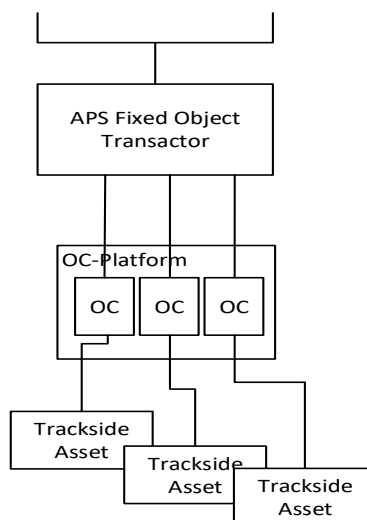 APS Fixed Object
Transactor
OC-Platform
OC OC OC
Trackside
Asset
Trackside
Asset
Trackside
Asset